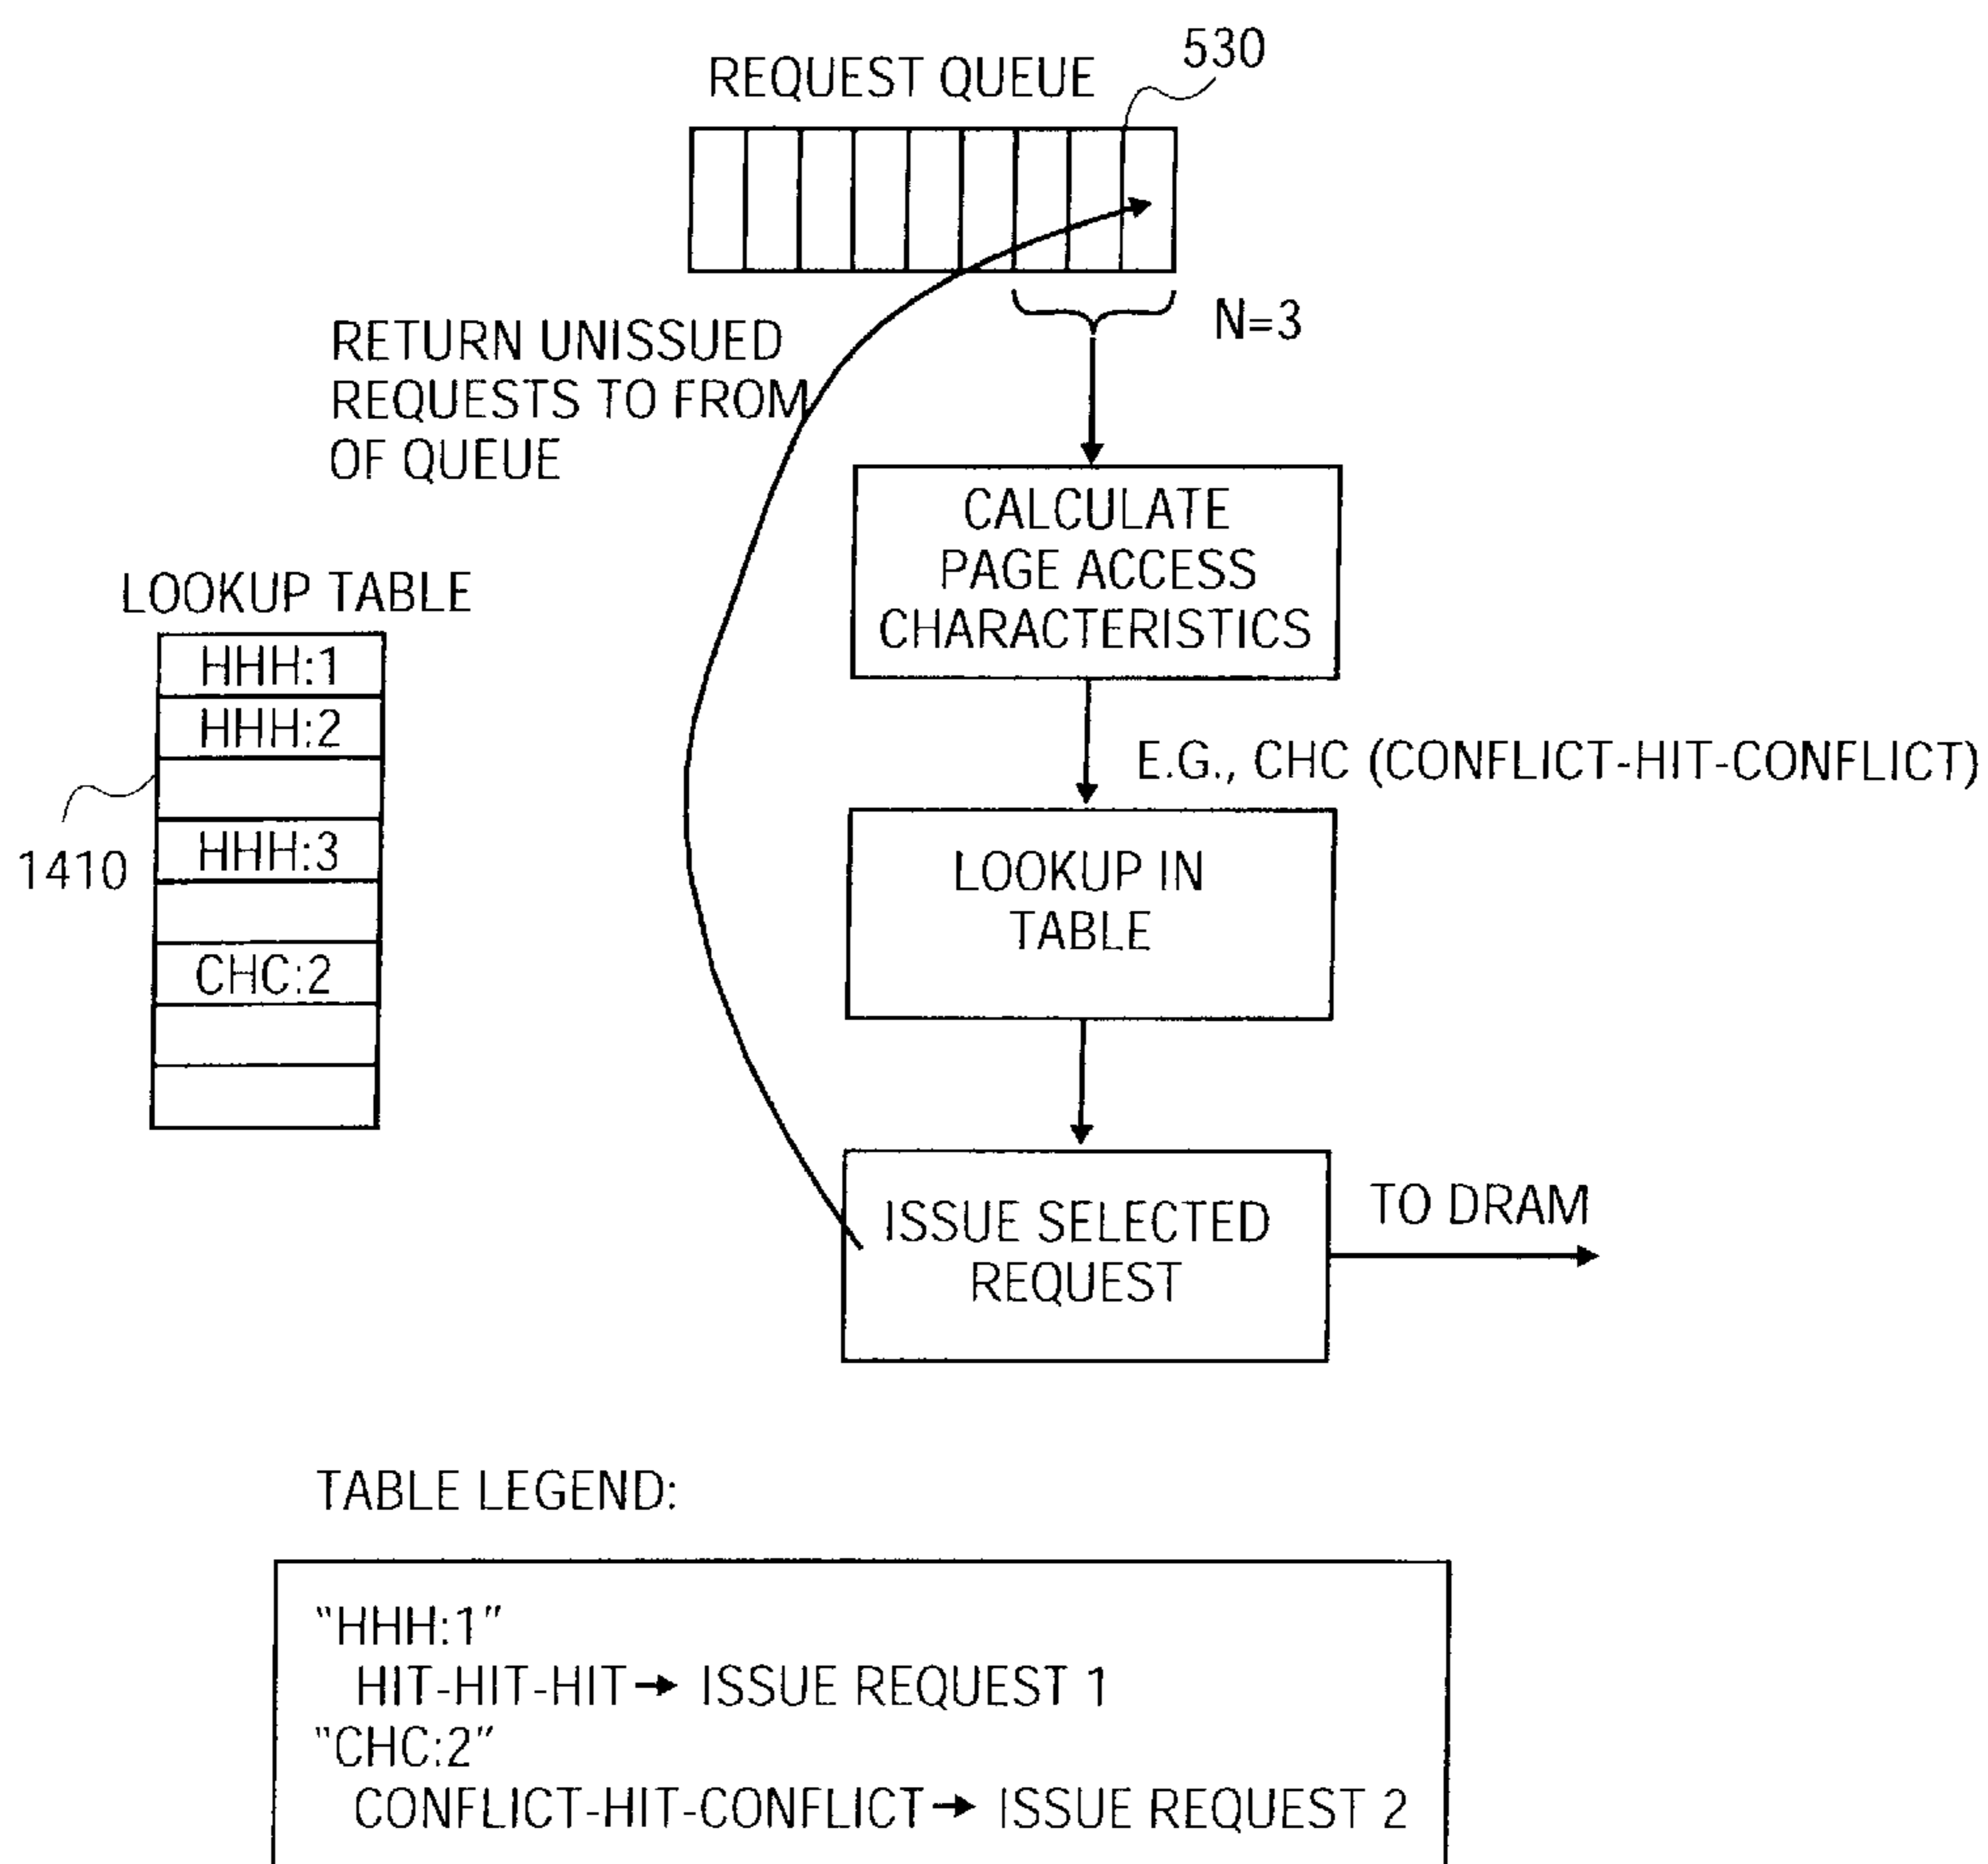 530
REQUEST QUEUE
N=3
RETURN UNISSUED
REQUESTS TO FROM
OF QUEUE
CALCULATE
PAGE ACCESS
CHARACTERISTICS
LOOKUP TABLE
HHH:1
HHH:2
HHH:3
CHC:2
1410
E.G., CHC (CONFLICT-HIT-CONFLICT)
LOOKUP IN
TABLE
ISSUE SELECTED
REQUEST
TO DRAM
TABLE LEGEND:
"HHH:1"
HIT-HIT-HIT→ ISSUE REQUEST 1
"CHC:2"
CONFLICT-HIT-CONFLICT→ ISSUE REQUEST 2